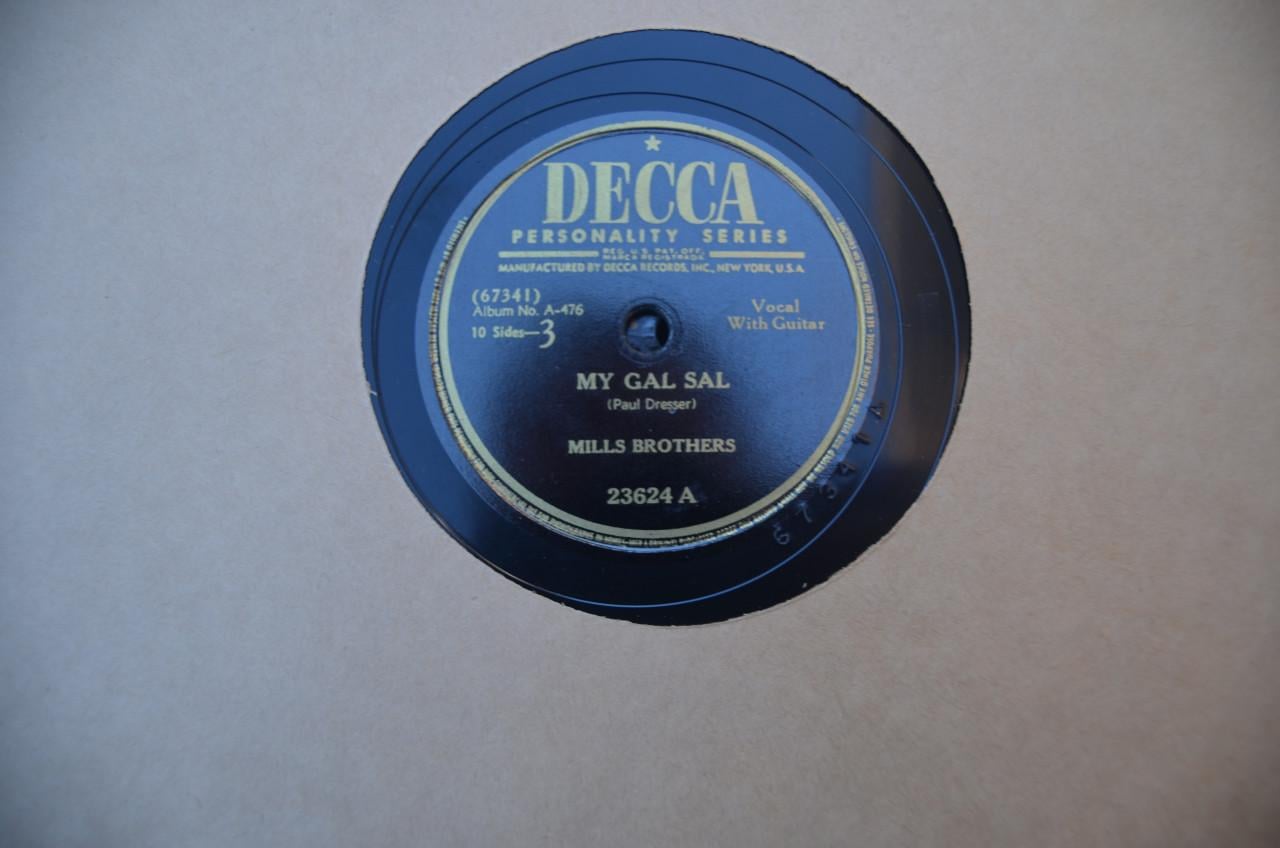 DECCA
PERSONALITY SERIES
REG. U.S. PAT. OFF.
MARCA REGISTRADA
MANUFACTURED BY DECCA RECORDS, INC., NEW YORK, U.S.A.
(67341)
Album No. A-476
10 Sides—3
Vocal
With Guitar
MY GAL SAL
(Paul Dresser)
MILLS BROTHERS
23624 A
67341 A